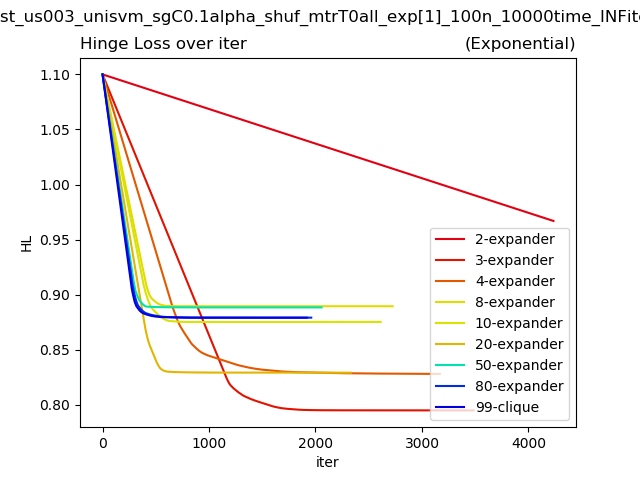 st_us003_unisvm_sgC0.1alpha_shuf_mtrT0all_exp[1]_100n_10000time_INFite
Hinge Loss over iter (Exponential)
1.10
1.05
1.00
0.95
0.90
0.85
0.80
HL
2-expander
3-expander
4-expander
8-expander
10-expander
20-expander
50-expander
80-expander
99-clique
0 1000 2000 3000 4000
iter